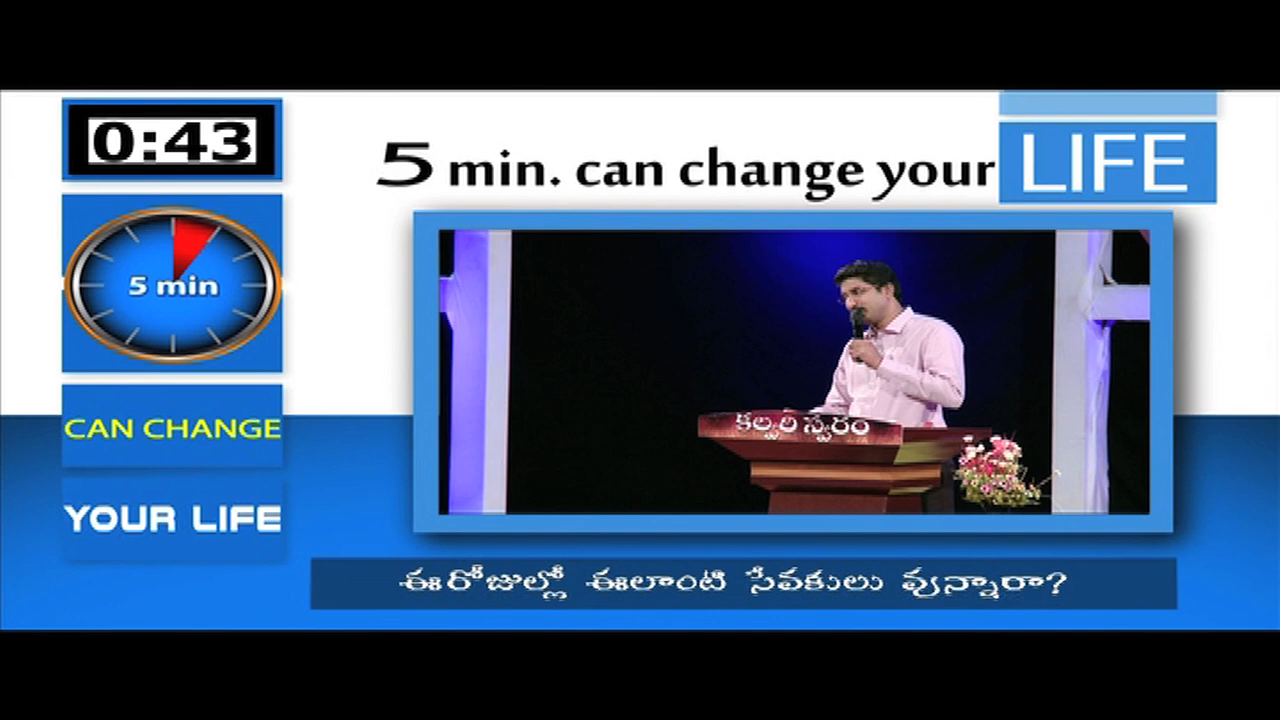 0:43
5 min. can change your LIFE
5 min
CAN CHANGE
YOUR LIFE
కల్వరి స్వరం
ఈరోజుల్లో ఈలాంటి సేవకులు వున్నారా?